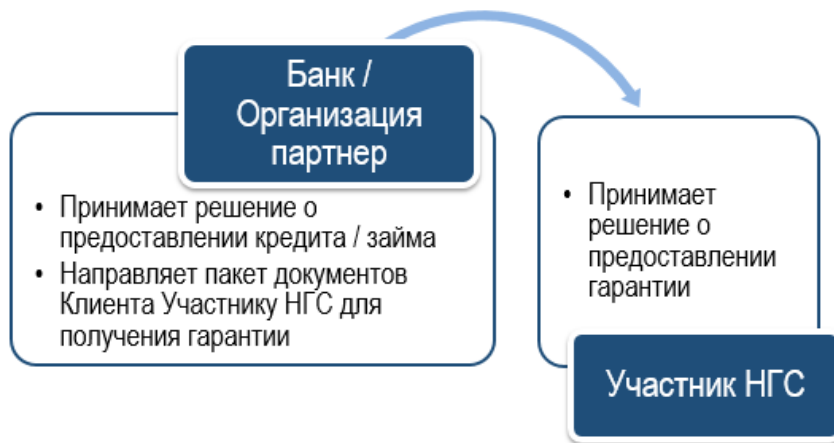 Банк /
Организация
партнер
• Принимает решение о
предоставлении кредита / займа
• Направляет пакет документов
Клиента Участнику НГС для
получения гарантии
• Принимает
решение о
предоставлении
гарантии
Участник НГС